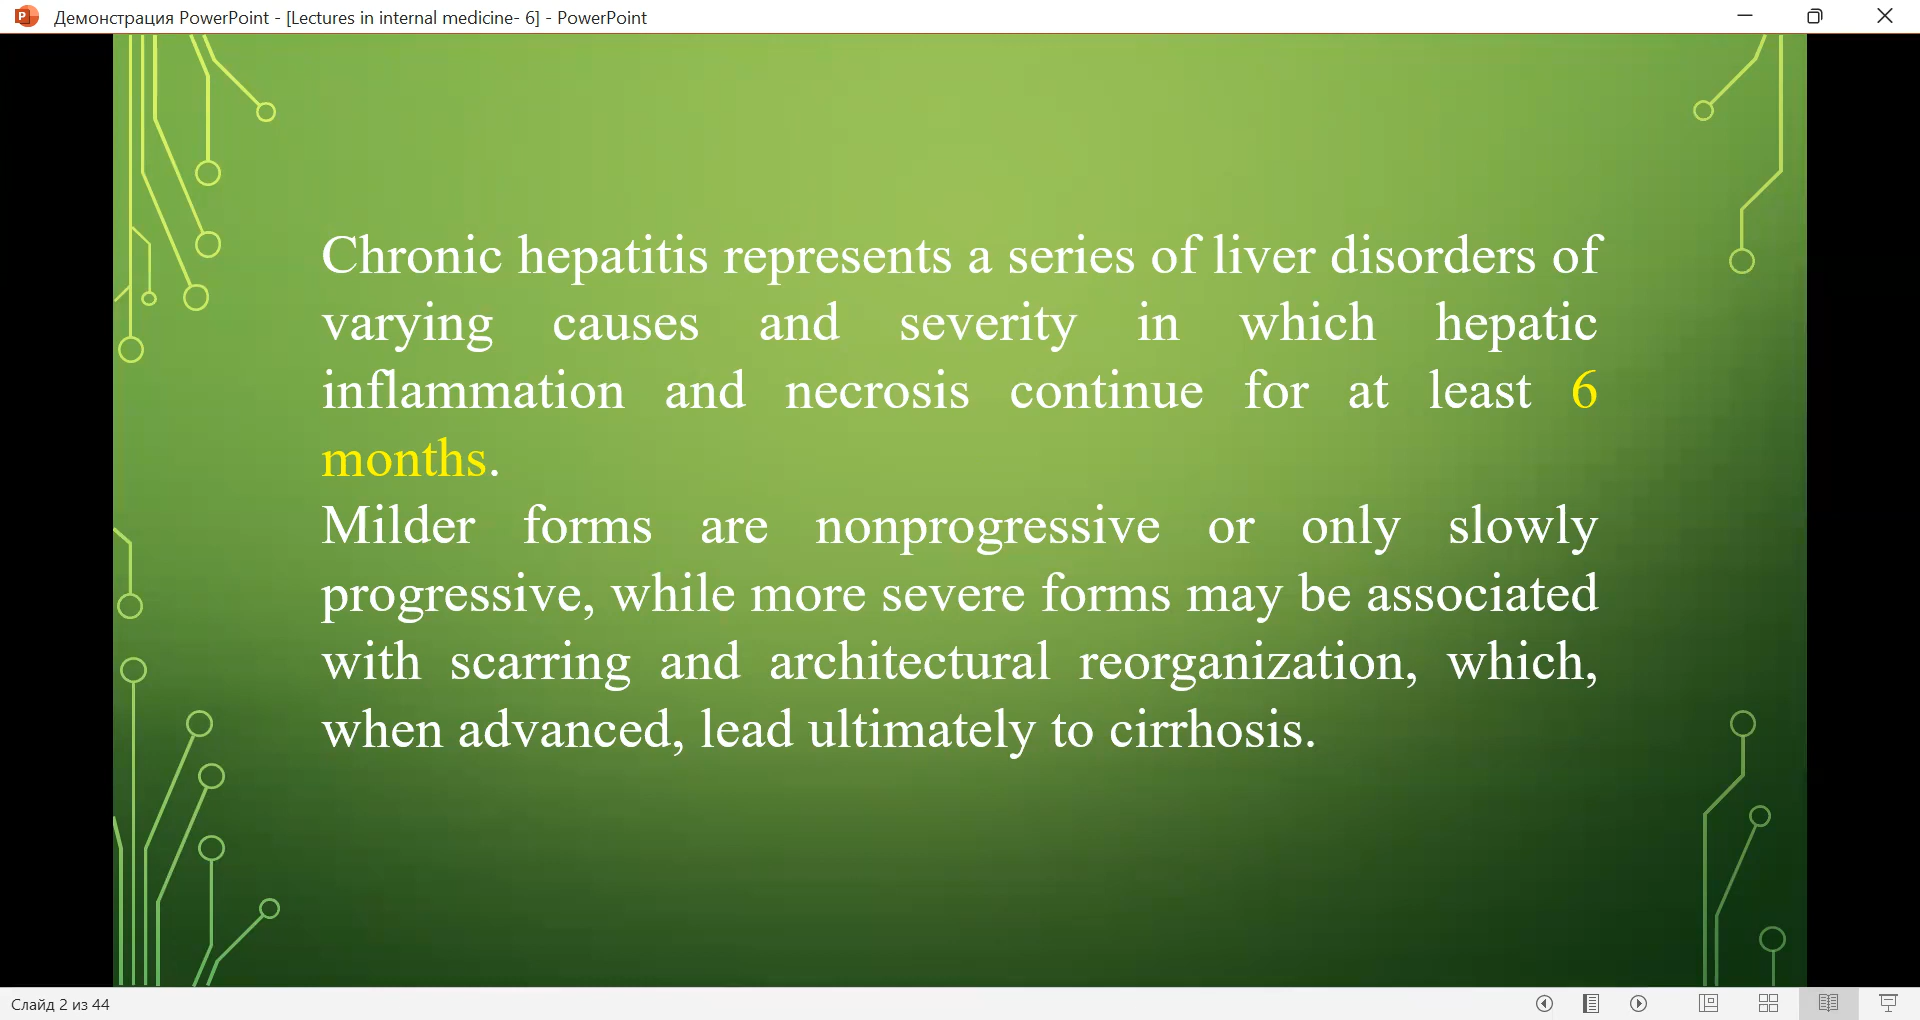 Демонстрация PowerPoint - [Lectures in internal medicine- 6] - PowerPoint
Chronic hepatitis represents a series of liver disorders of
varying causes and severity in which hepatic
inflammation and necrosis continue for at least 6
months.
Milder forms are nonprogressive or only slowly
progressive, while more severe forms may be associated
with scarring and architectural reorganization, which,
when advanced, lead ultimately to cirrhosis.
Слайд 2 из 44